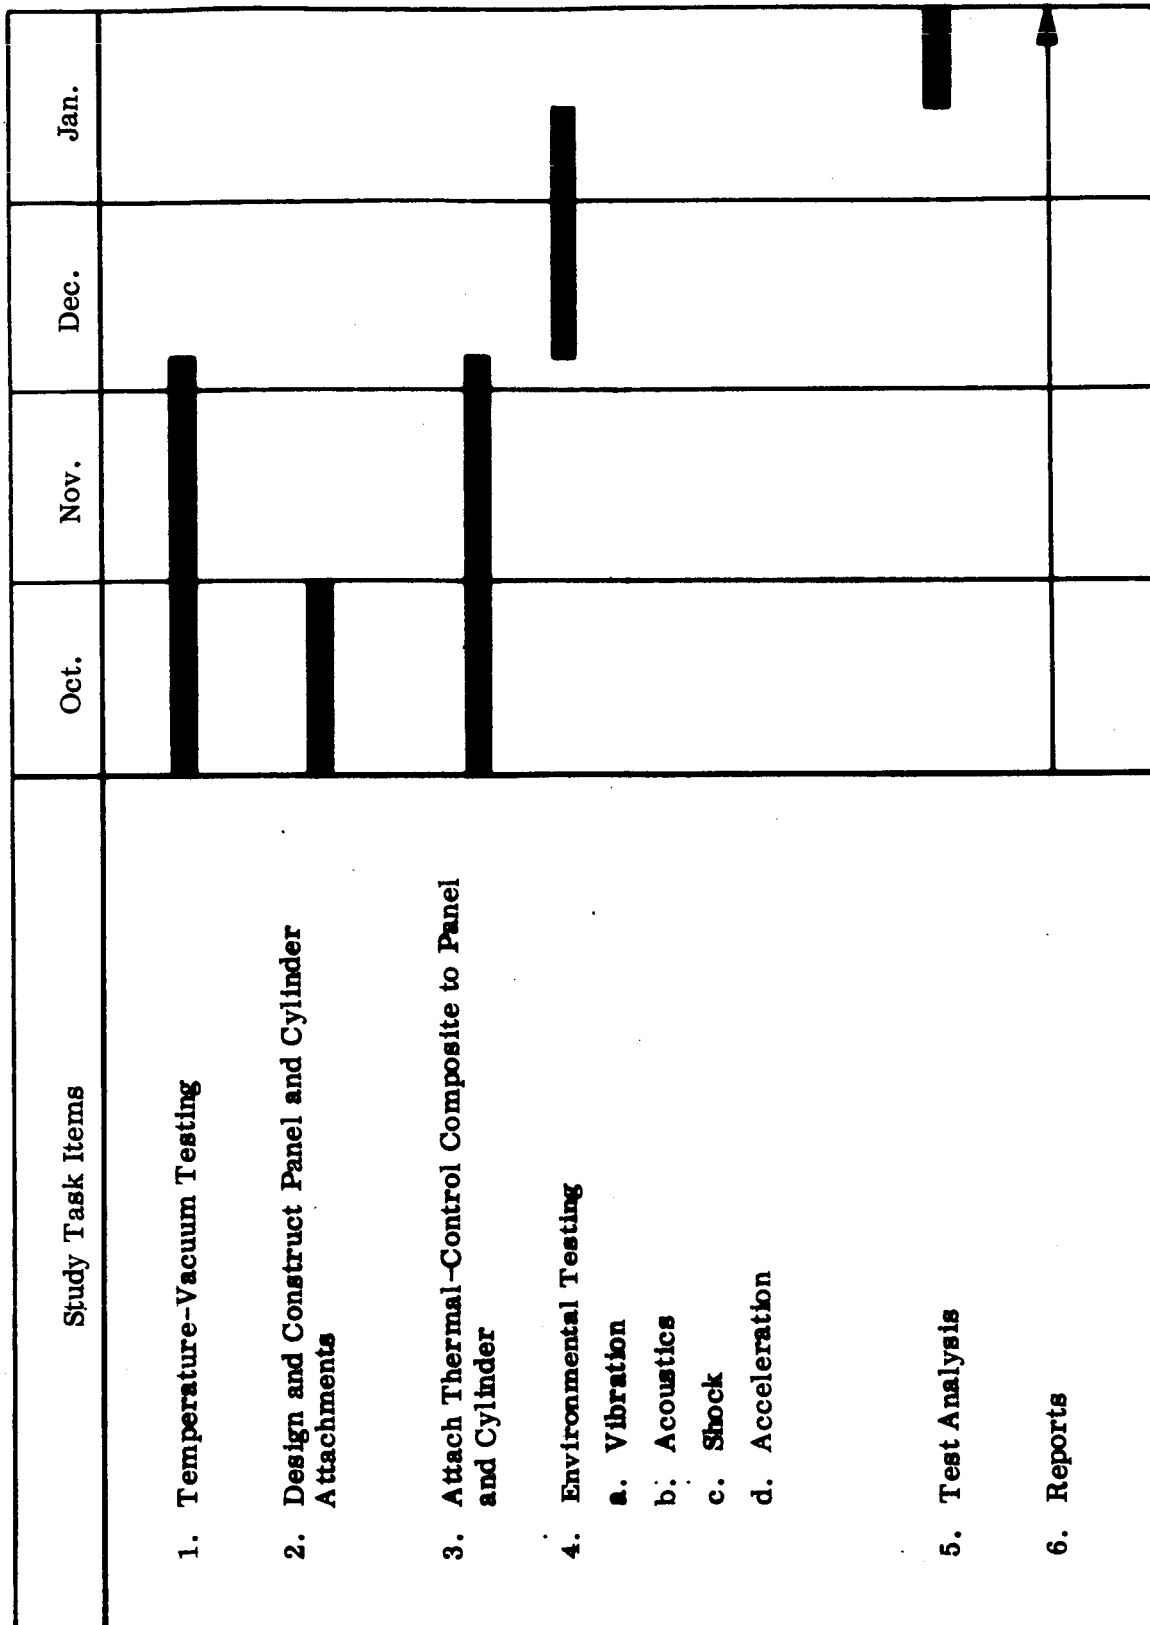 Study Task Items
Oct.
Nov.
Dec.
Jan.
1. Temperature-Vacuum Testing
2. Design and Construct Panel and Cylinder
Attachments
3. Attach Thermal-Control Composite to Panel
and Cylinder
4. Environmental Testing
a. Vibration
b. Acoustics
c. Shock
d. Acceleration
5. Test Analysis
6. Reports